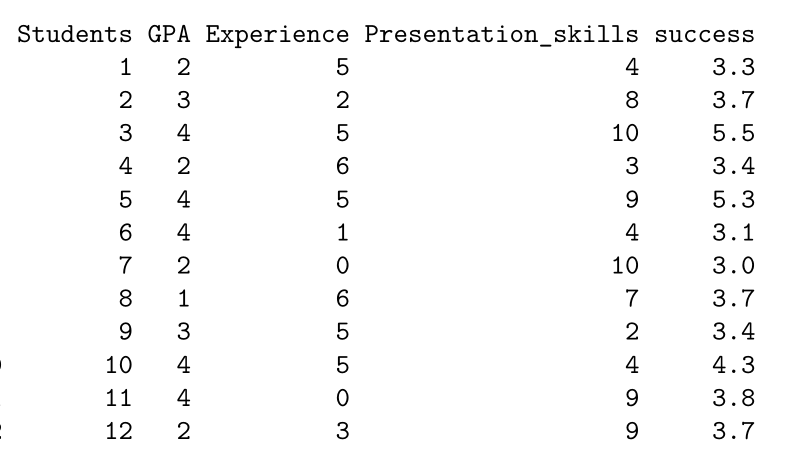 Students GPA Experience Presentation_skills success
1 2 5 4 3.3
2 3 2 8 3.7
3 4 5 10 5.5
4 2 6 3 3.4
5 4 5 9 5.3
6 4 1 4 3.1
7 2 0 10 3.0
8 1 6 7 3.7
9 3 5 2 3.4
10 4 5 4 4.3
11 4 0 9 3.8
12 2 3 9 3.7